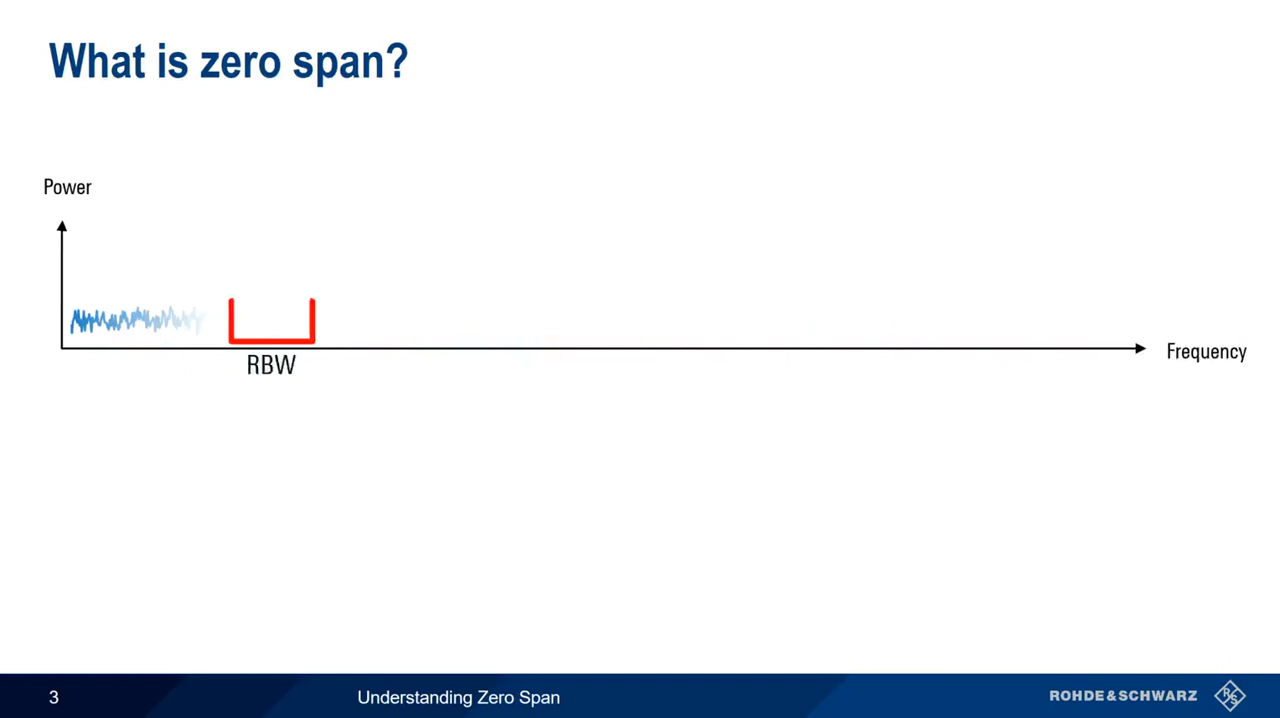 What is zero span?
Power
RBW
Frequency
3
Understanding Zero Span
ROHDE&SCHWARZ
R&S